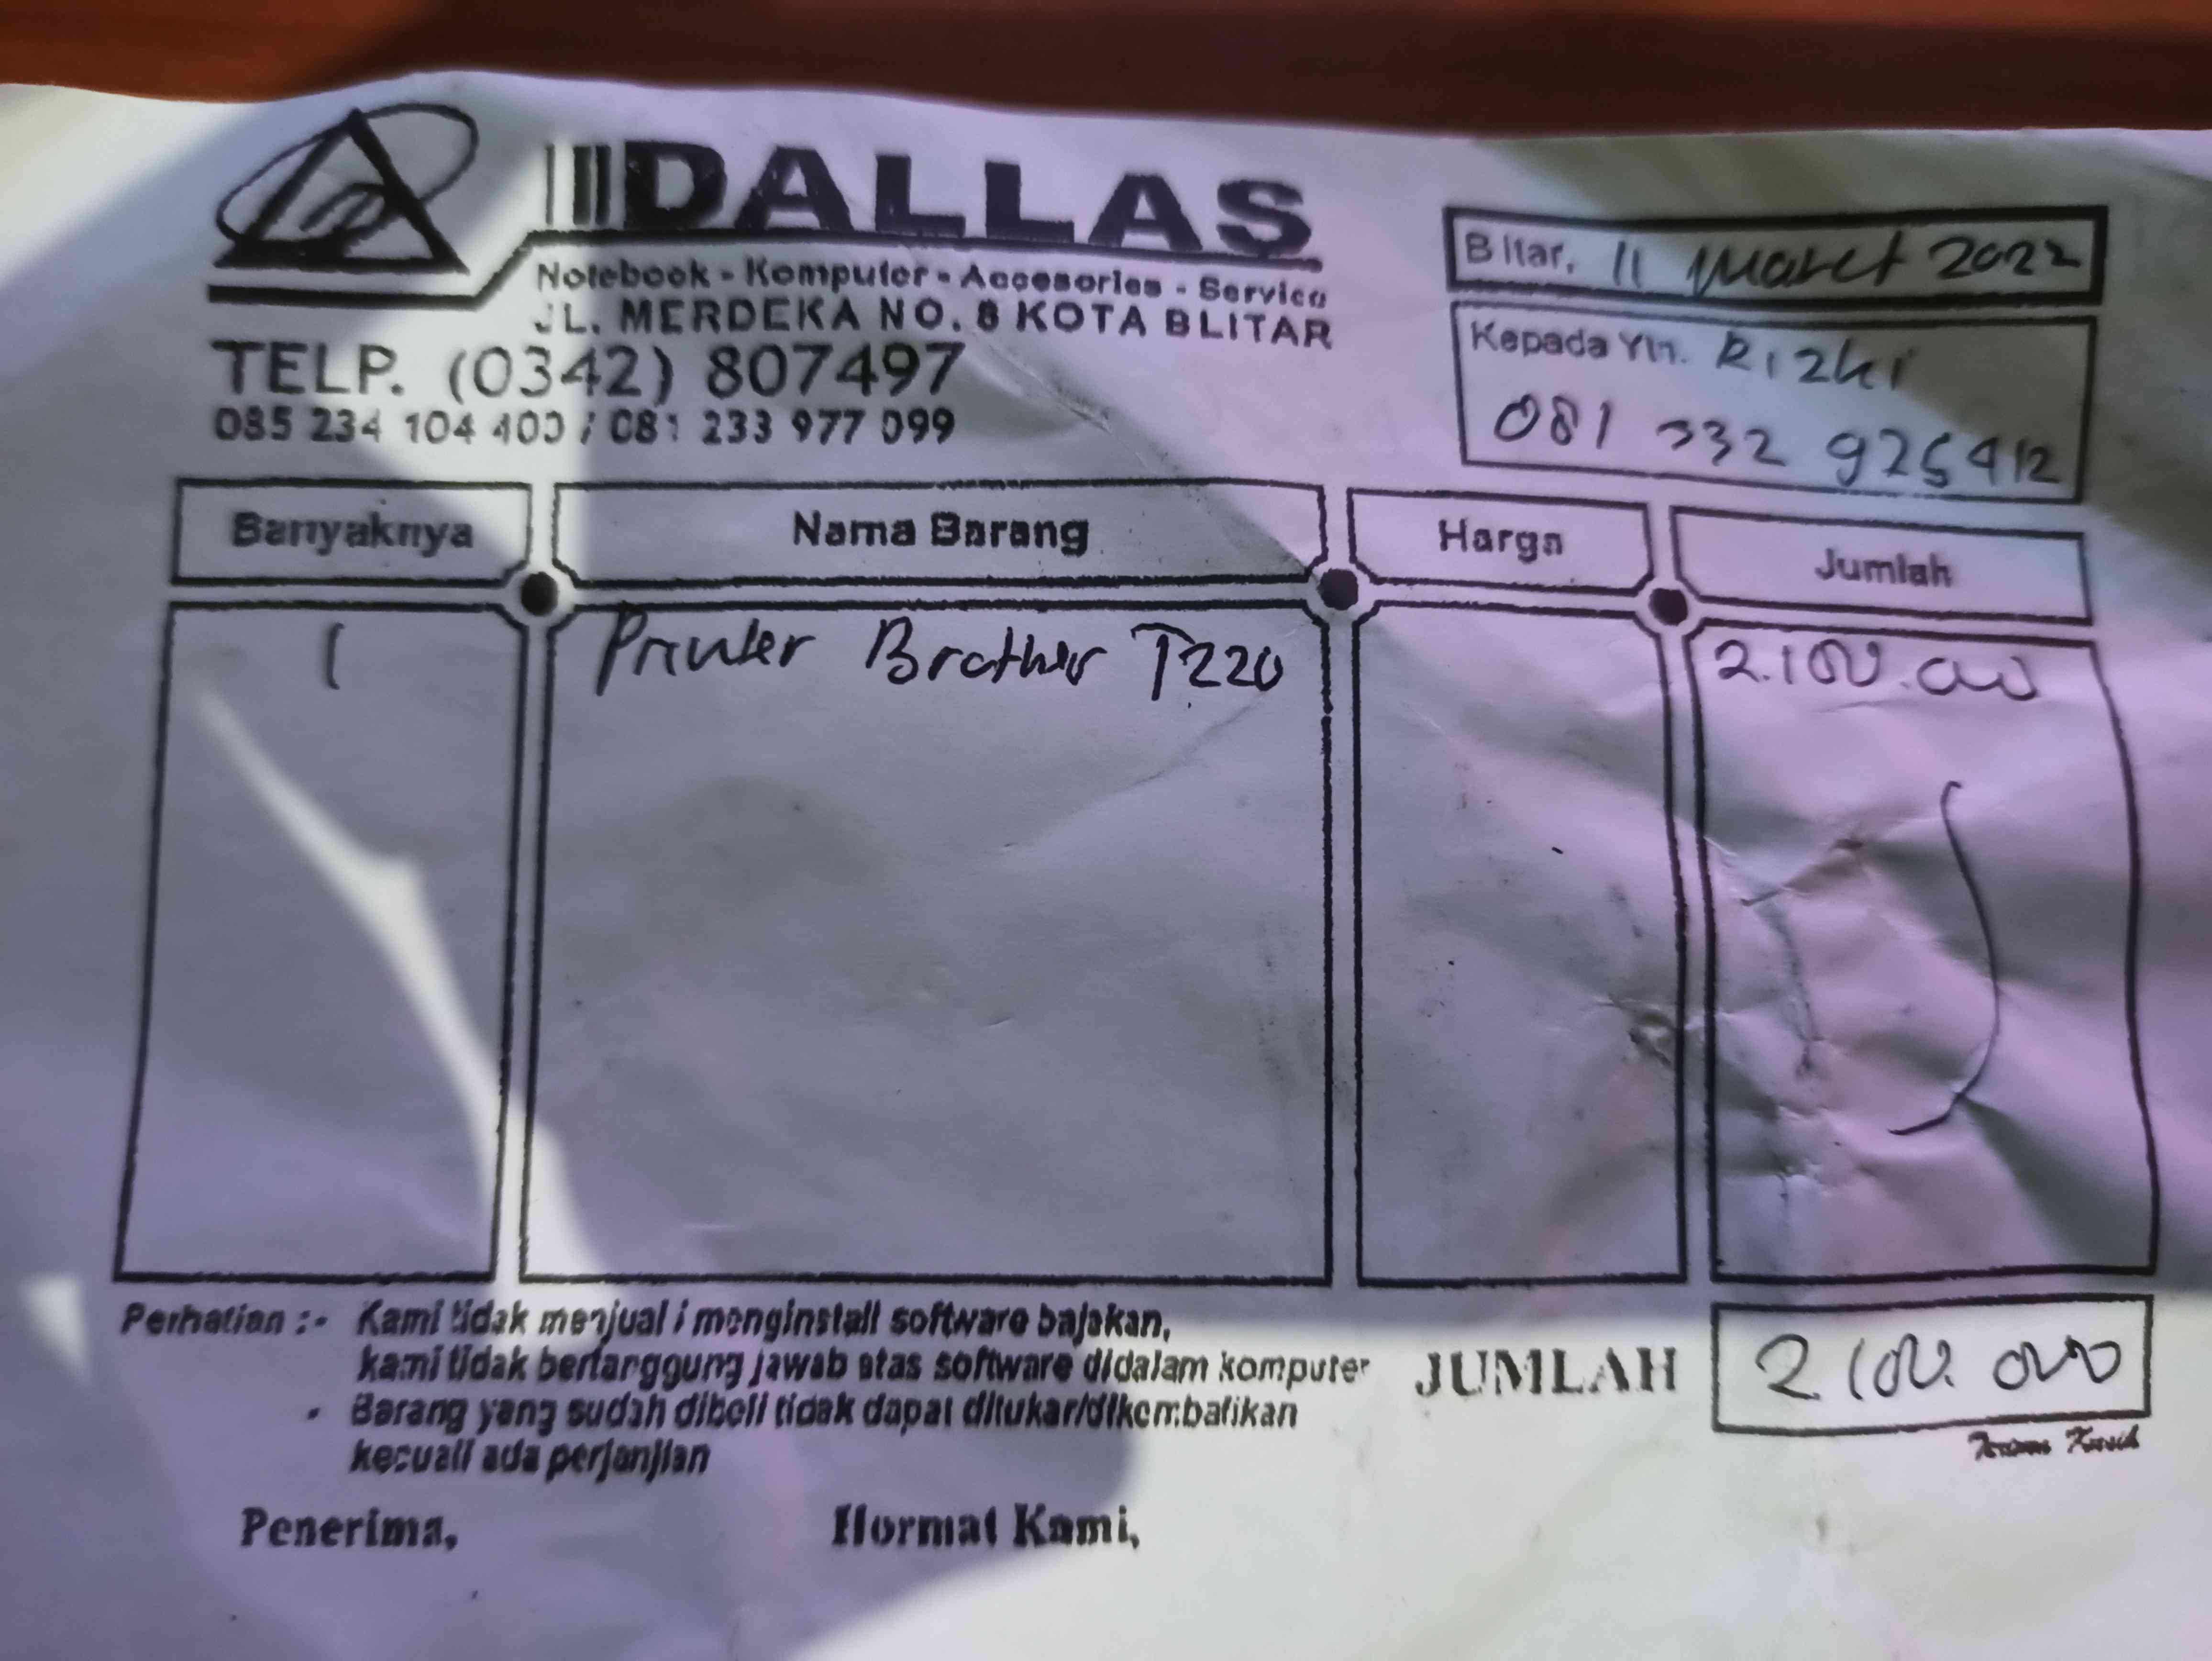 DALLAS
Notebook - Komputer - Accesories - Service
JL. MERDEKA NO. 8 KOTA BLITAR
TELP. (0342) 807497
085 234 104 400 / 081 233 977 099
Blitar, 11 Maret 2022
Kepada Yth. Rizki
081 332 925412
Banyaknya Nama Barang Harga Jumlah
1 Printer Brother T220 2.100.000
Perhatian : - Kami tidak menjual / menginstall software bajakan,
kami tidak bertanggung jawab atas software didalam komputer
- Barang yang sudah dibeli tidak dapat ditukar/dikembalikan
kecuali ada perjanjian
JUMLAH 2.100.000
Terima Kasih
Penerima, Hormat Kami,